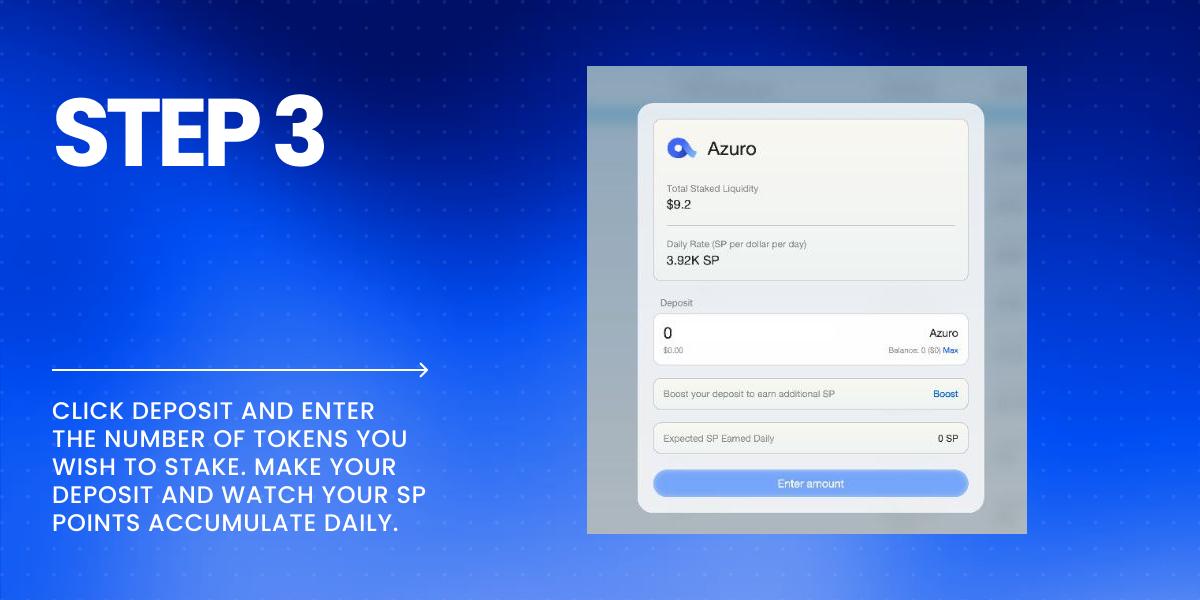 STEP 3
CLICK DEPOSIT AND ENTER
THE NUMBER OF TOKENS YOU
WISH TO STAKE. MAKE YOUR
DEPOSIT AND WATCH YOUR SP
POINTS ACCUMULATE DAILY.
Azuro
Total Staked Liquidity
$9.2
Daily Rate (SP per dollar per day)
3.92K SP
Deposit
0 Azuro
$0.00 Balance: 0 ($0) Max
Boost your deposit to earn additional SP Boost
Expected SP Earned Daily 0 SP
Enter amount